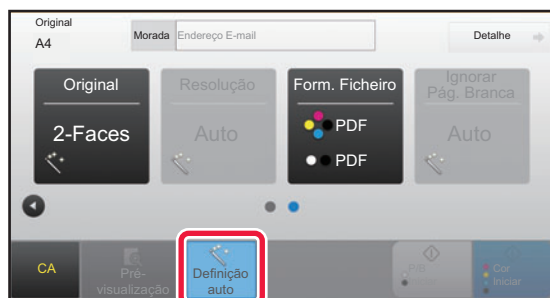 Original
A4
Morada
Endereço E-mail
Detalhe
Original
2-Faces
Resolução
Auto
Form. Ficheiro
PDF
PDF
Ignorar
Pág. Branca
Auto
CA
Pré-
visualização
Definição
auto
P/B
Iniciar
Cor
Iniciar